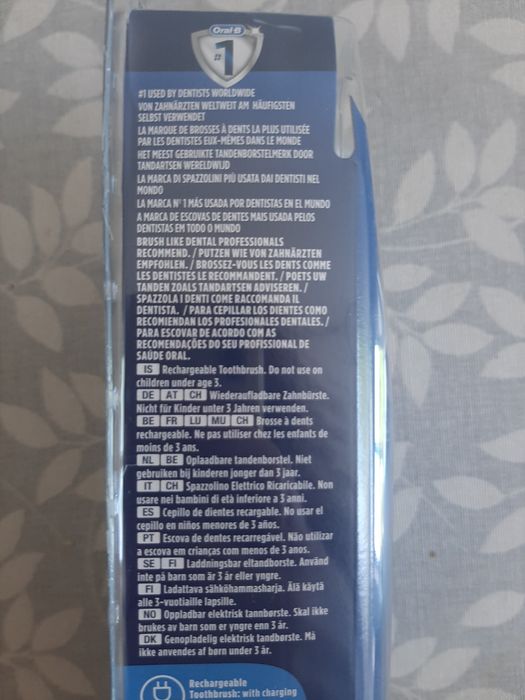 Oral-B
#1
#1 USED BY DENTISTS WORLDWIDE
VON ZAHNÄRZTEN WELTWEIT AM HÄUFIGSTEN
SELBST VERWENDET
LA MARQUE DE BROSSES À DENTS LA PLUS UTILISÉE
PAR LES DENTISTES EUX-MÊMES DANS LE MONDE
HET MEEST GEBRUIKTE TANDENBORSTELMERK DOOR
TANDARTSEN WERELDWIJD
LA MARCA DI SPAZZOLINI PIÙ USATA DAI DENTISTI NEL
MONDO
LA MARCA Nº 1 MÁS USADA POR DENTISTAS EN EL MUNDO
A MARCA DE ESCOVAS DE DENTES MAIS USADA PELOS
DENTISTAS EM TODO O MUNDO
BRUSH LIKE DENTAL PROFESSIONALS
RECOMMEND. / PUTZEN WIE VON ZAHNÄRZTEN
EMPFOHLEN. / BROSSEZ-VOUS LES DENTS COMME
LES DENTISTES LE RECOMMANDENT. / POETS UW
TANDEN ZOALS TANDARTSEN ADVISEREN. /
SPAZZOLA I DENTI COME RACCOMANDA IL
DENTISTA. / PARA CEPILLAR LOS DIENTES COMO
RECOMIENDAN LOS PROFESIONALES DENTALES. /
PARA ESCOVAR DE ACORDO COM AS
RECOMENDAÇÕES DO SEU PROFISSIONAL DE
SAÚDE ORAL.
IS Rechargeable Toothbrush. Do not use on
children under age 3.
DE AT CH Wiederaufladbare Zahnbürste.
Nicht für Kinder unter 3 Jahren verwenden.
BE FR LU MU CH Brosse à dents
rechargeable. Ne pas utiliser chez les enfants de
moins de 3 ans.
NL BE Oplaadbare tandenborstel. Niet
gebruiken bij kinderen jonger dan 3 jaar.
IT CH Spazzolino Elettrico Ricaricabile. Non
usare nei bambini di età inferiore a 3 anni.
ES Cepillo de dientes recargable. No usar el
cepillo en niños menores de 3 años.
PT Escova de dentes recarregável. Não utilizar
a escova em crianças com menos de 3 anos.
SE FI Laddningsbar eltandborste. Använd
inte på barn som är 3 år eller yngre.
FI Ladattava sähköhammasharja. Älä käytä
alle 3-vuotiaille lapsille.
NO Oppladbar elektrisk tannbørste. Skal ikke
brukes av barn som er yngre enn 3 år.
DK Genopladelig elektrisk tandbørste. Må
ikke anvendes af børn under 3 år.
Rechargeable
Toothbrush: with charging